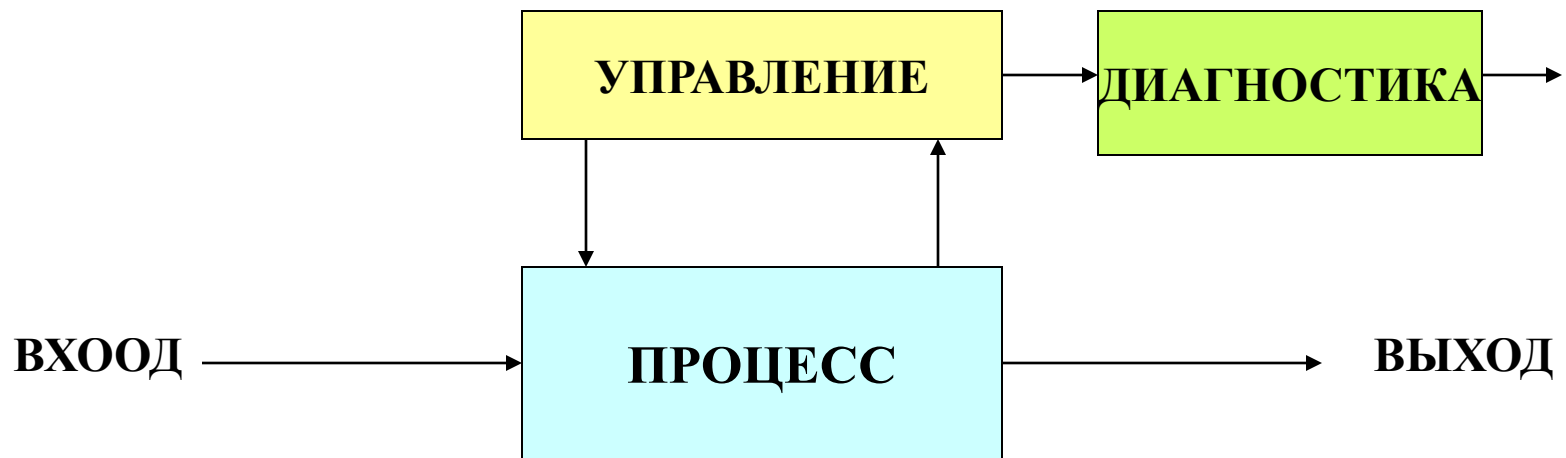 УПРАВЛЕНИЕ
ДИАГНОСТИКА
ВХООД
ПРОЦЕСС
ВЫХОД